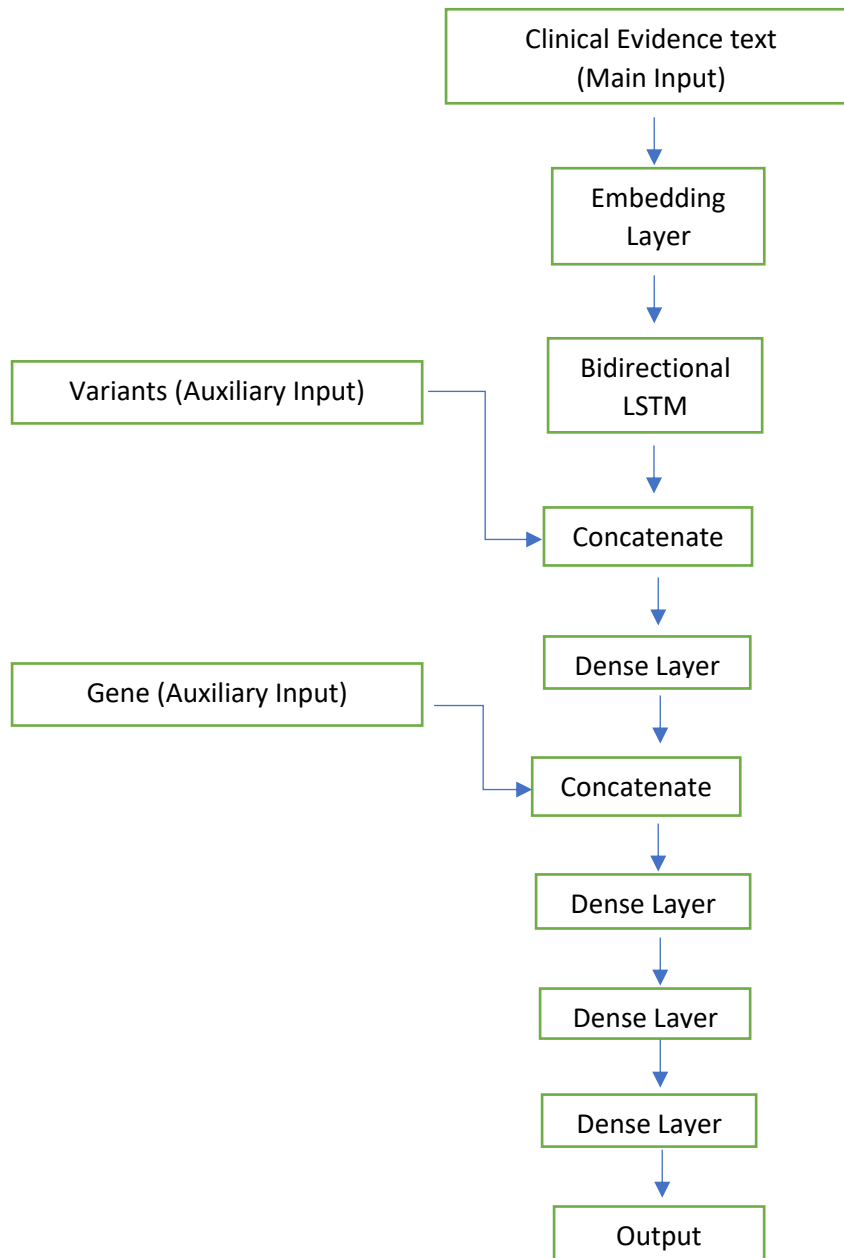 Clinical Evidence text
(Main Input)
Embedding
Layer
Bidirectional
LSTM
Variants (Auxiliary Input)
Concatenate
Dense Layer
Gene (Auxiliary Input)
Concatenate
Dense Layer
Dense Layer
Dense Layer
Output